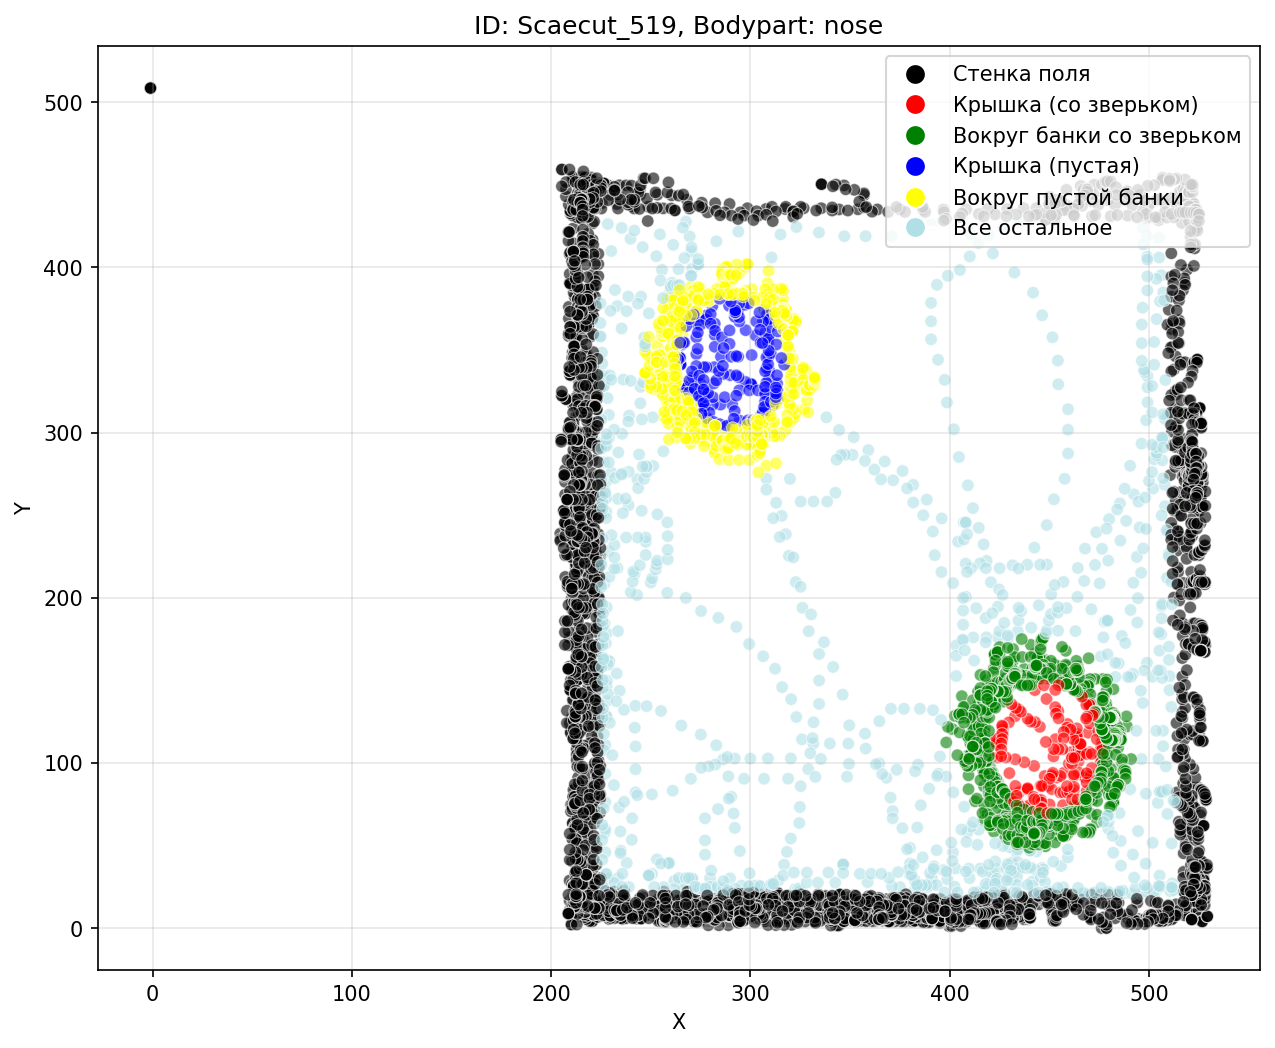 ID: Scaecut_519, Bodypart: nose
Стенка поля
Крышка (со зверьком)
Вокруг банки со зверьком
Крышка (пустая)
Вокруг пустой банки
Все остальное
500
400
300
200
100
0
Y
0 100 200 300 400 500
X